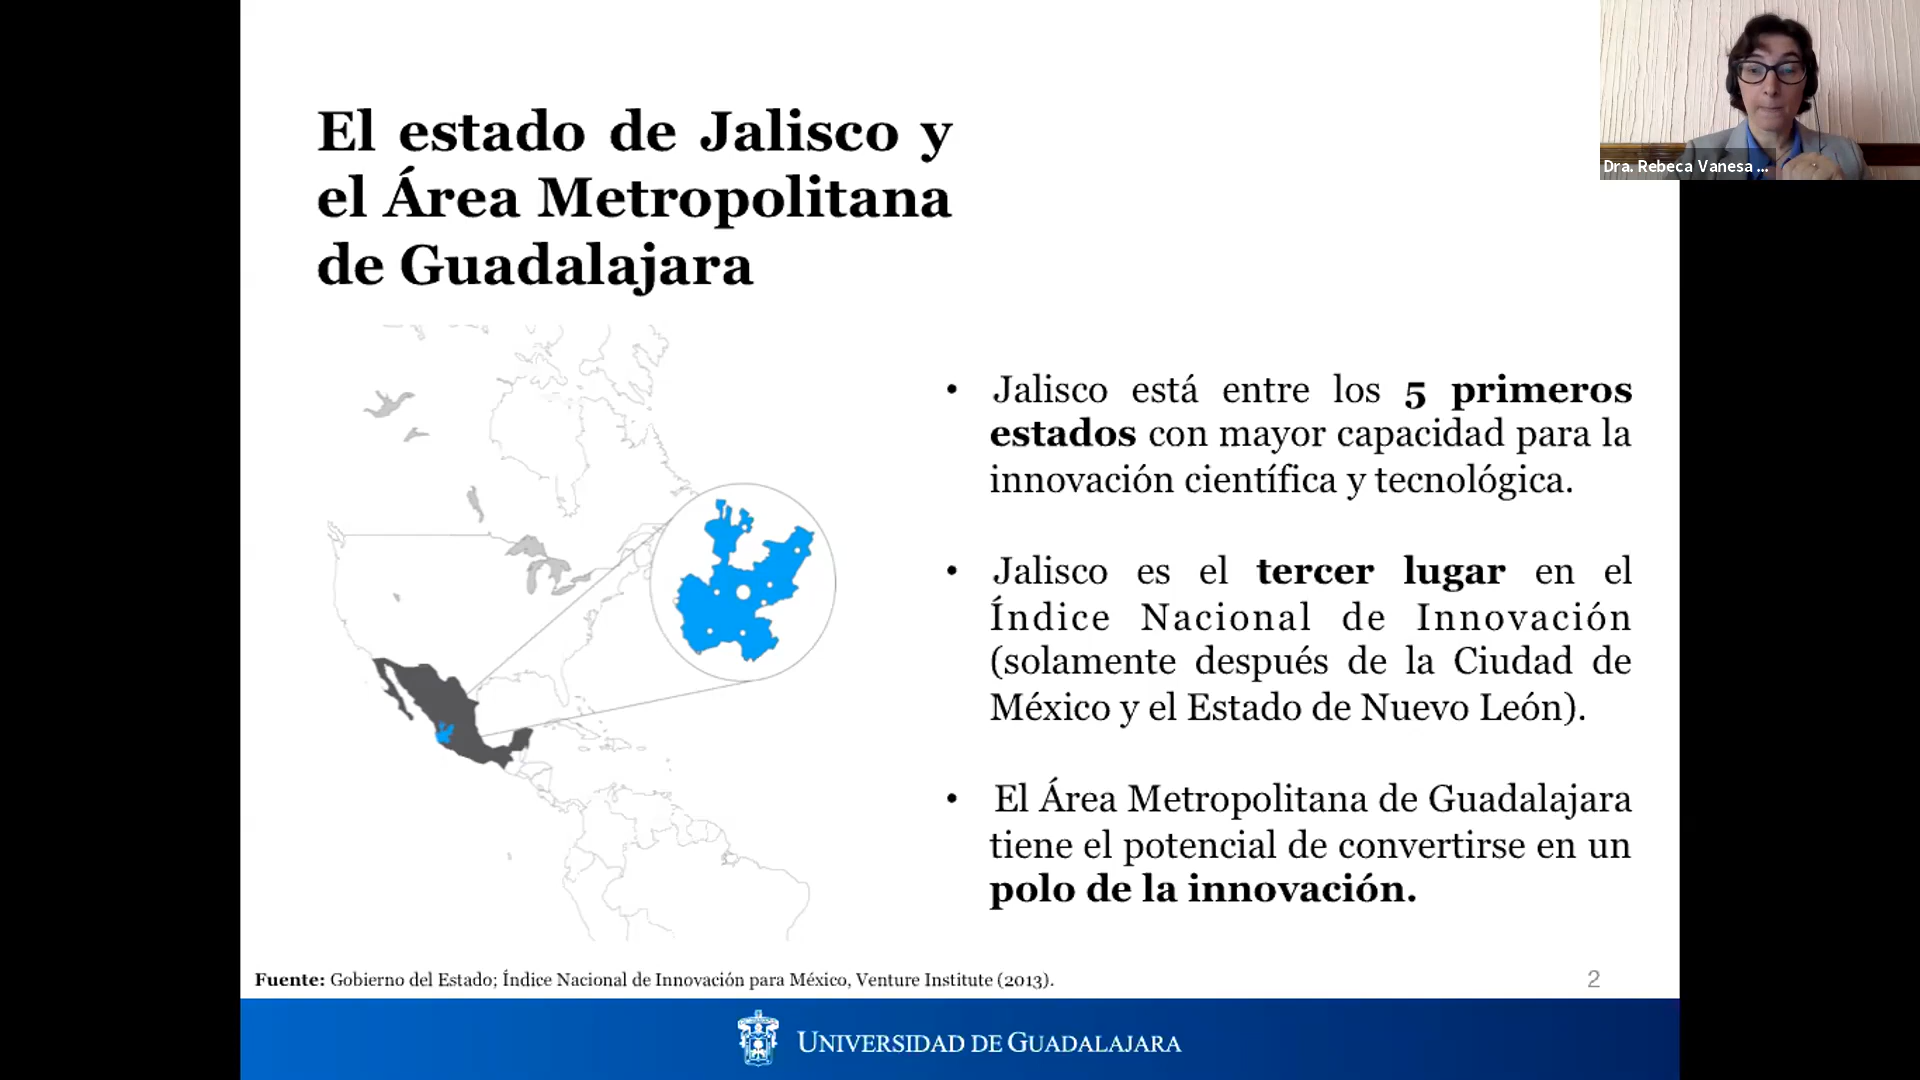 El estado de Jalisco y
el Área Metropolitana
de Guadalajara
Dra. Rebeca Vanesa ...
• Jalisco está entre los 5 primeros
estados con mayor capacidad para la
innovación científica y tecnológica.
• Jalisco es el tercer lugar en el
Índice Nacional de Innovación
(solamente después de la Ciudad de
México y el Estado de Nuevo León).
• El Área Metropolitana de Guadalajara
tiene el potencial de convertirse en un
polo de la innovación.
Fuente: Gobierno del Estado; Índice Nacional de Innovación para México, Venture Institute (2013).
2
UNIVERSIDAD DE GUADALAJARA